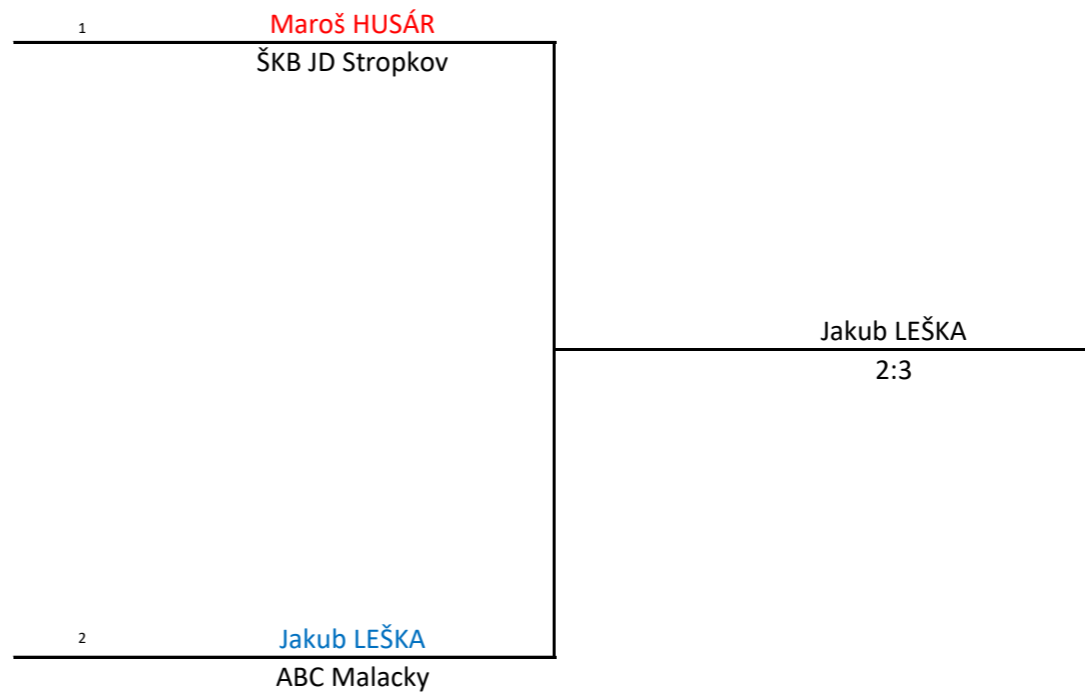 1 Maroš HUSÁR
ŠKB JD Stropkov
Jakub LEŠKA
2:3
2 Jakub LEŠKA
ABC Malacky